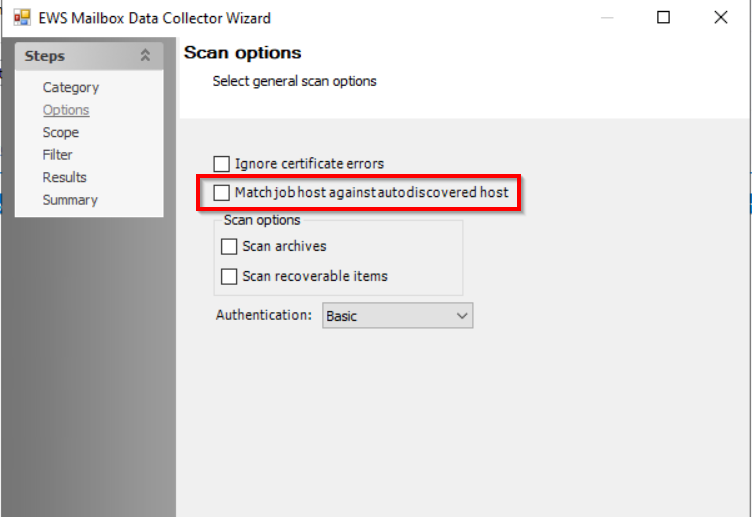 EWS Mailbox Data Collector Wizard
Steps
Category
Options
Scope
Filter
Results
Summary
Scan options
Select general scan options
Ignore certificate errors
Match job host against autodiscovered host
Scan options
Scan archives
Scan recoverable items
Authentication: Basic